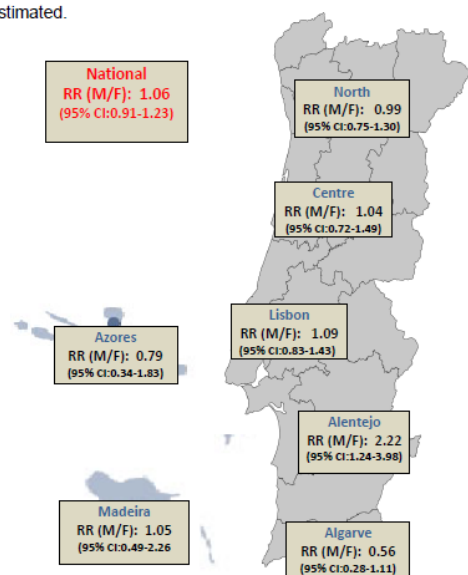 stimated.
National
RR (M/F): 1.06
(95% CI:0.91-1.23)
North
RR (M/F): 0.99
(95% CI:0.75-1.30)
Centre
RR (M/F): 1.04
(95% CI:0.72-1.49)
Lisbon
RR (M/F): 1.09
(95% CI:0.83-1.43)
Azores
RR (M/F): 0.79
(95% CI:0.34-1.83)
Alentejo
RR (M/F): 2.22
(95% CI:1.24-3.98)
Madeira
RR (M/F): 1.05
(95% CI:0.49-2.26
Algarve
RR (M/F): 0.56
(95% CI:0.28-1.11)